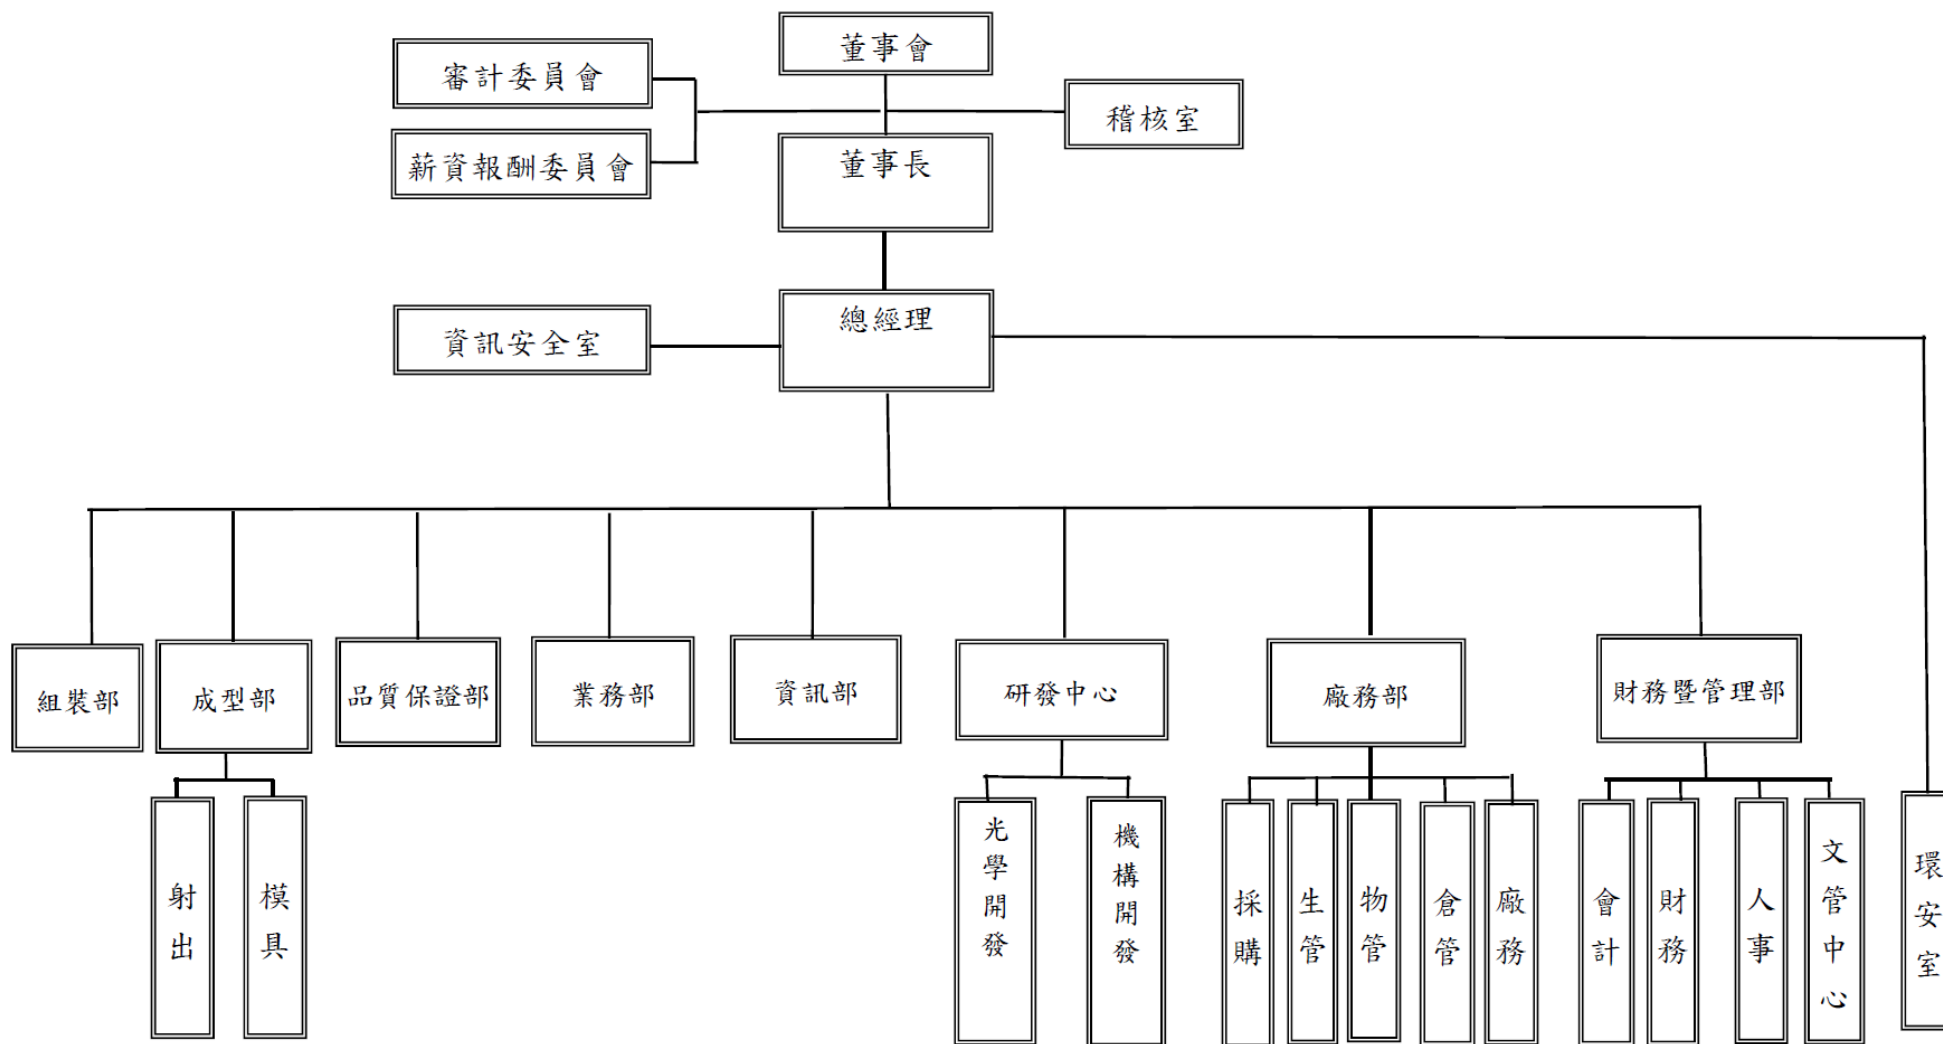 董事會
審計委員會
稽核室
薪資報酬委員會
董事長
總經理
資訊安全室
組裝部
成型部
品質保證部
業務部
資訊部
研發中心
廠務部
財務暨管理部
射出
模具
光學開發
機構開發
採購
生管
物管
倉管
廠務
會計
財務
人事
文管中心
環安室